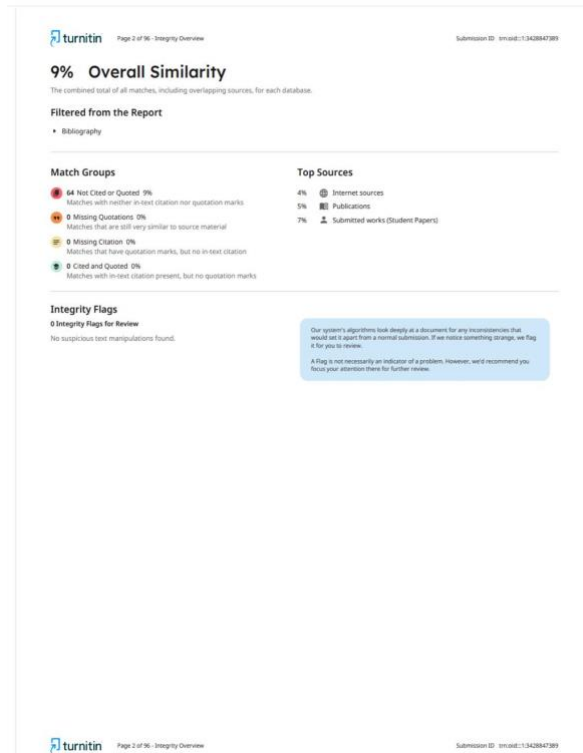 turnitin Page 2 of 96 - Integrity Overview Submission ID trn:oid:::1:3428847389
9% Overall Similarity
The combined total of all matches, including overlapping sources, for each database.
Filtered from the Report
Bibliography
Match Groups
64 Not Cited or Quoted 9%
Matches with neither in-text citation nor quotation marks
0 Missing Quotations 0%
Matches that are still very similar to source material
0 Missing Citation 0%
Matches that have quotation marks, but no in-text citation
0 Cited and Quoted 0%
Matches with in-text citation present, but no quotation marks
Top Sources
4% Internet sources
5% Publications
7% Submitted works (Student Papers)
Integrity Flags
0 Integrity Flags for Review
No suspicious text manipulations found.
Our system's algorithms look deeply at a document for any inconsistencies that
would set it apart from a normal submission. If we notice something strange, we flag
it for you to review.
A Flag is not necessarily an indicator of a problem. However, we'd recommend you
focus your attention there for further review.
turnitin Page 2 of 96 - Integrity Overview Submission ID trn:oid:::1:3428847389